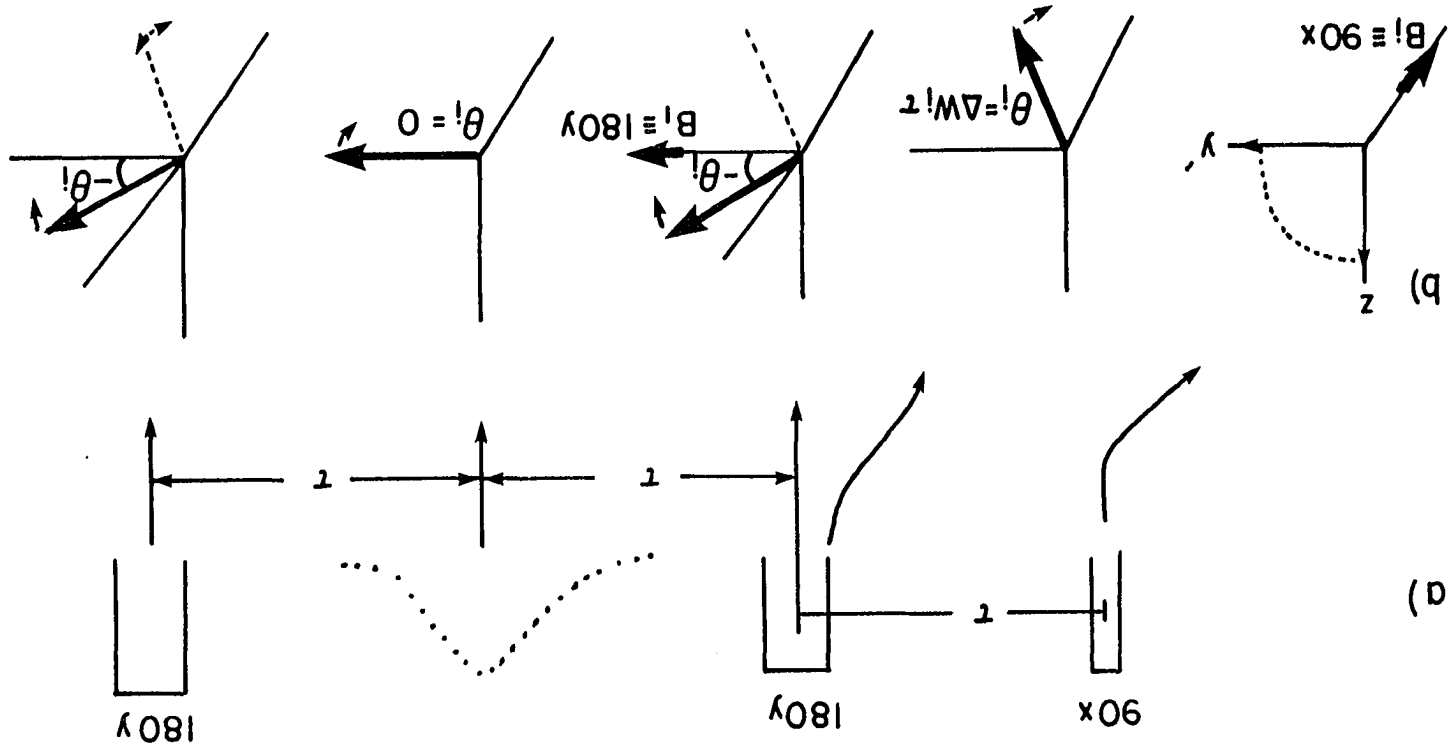 90x
180y
180y
a)
τ
τ
τ
b)
z
y'
Bi ≡ 90x
θi = ΔWiτ
-θi
Bi ≡ 180y
θi = 0
-θi